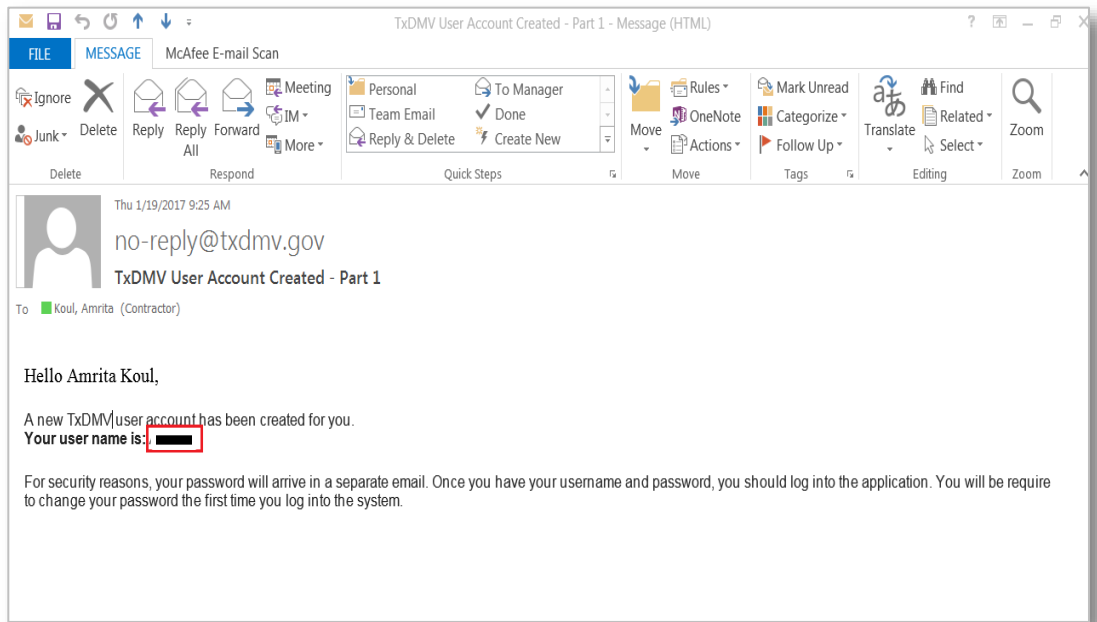 TxDMV User Account Created - Part 1 - Message (HTML)
FILE MESSAGE McAfee E-mail Scan
Ignore
Junk
Delete
Reply
Reply All
Forward
Meeting
IM
More
Personal
Team Email
Reply & Delete
To Manager
Done
Create New
Move
Rules
OneNote
Actions
Mark Unread
Categorize
Follow Up
Translate
Find
Related
Select
Zoom
Delete Respond Quick Steps Move Tags Editing Zoom
Thu 1/19/2017 9:25 AM
no-reply@txdmv.gov
TxDMV User Account Created - Part 1
To Koul, Amrita (Contractor)
Hello Amrita Koul,
A new TxDMV user account has been created for you.
Your user name is:
For security reasons, your password will arrive in a separate email. Once you have your username and password, you should log into the application. You will be require
to change your password the first time you log into the system.